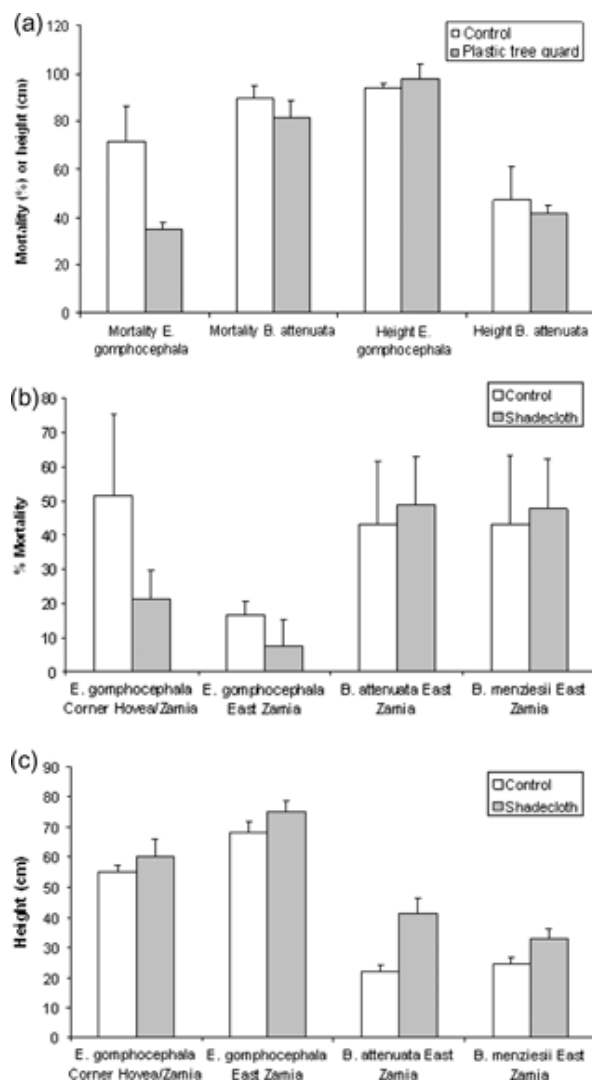 (a)
120
100
80
60
40
20
0
Mortality (%) or height (cm)
Control
Plastic tree guard
Mortality E. gomphocephala
Mortality B. attenuata
Height E. gomphocephala
Height B. attenuata
(b)
80
70
60
50
40
30
20
10
0
% Mortality
Control
Shadecloth
E. gomphocephala Corner Hovea/Zamia
E. gomphocephala East Zamia
B. attenuata East Zamia
B. menziesii East Zamia
(c)
90
80
70
60
50
40
30
20
10
0
Height (cm)
Control
Shadecloth
E. gomphocephala Corner Hovea/Zamia
E. gomphocephala East Zamia
B. attenuata East Zamia
B. menziesii East Zamia